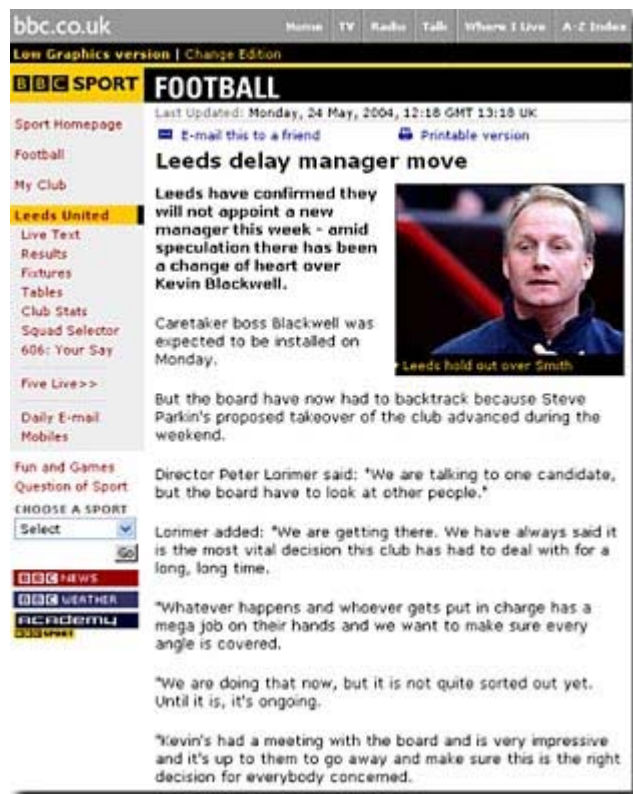 bbc.co.uk
Home TV Radio Talk Where I Live A-Z Index
Low Graphics version | Change Edition
BBC SPORT
FOOTBALL
Last Updated: Monday, 24 May, 2004, 12:18 GMT 13:18 UK
E-mail this to a friend
Printable version
Sport Homepage
Football
My Club
Leeds United
Live Text
Results
Fixtures
Tables
Club Stats
Squad Selector
606: Your Say
Five Live>>
Daily E-mail
Mobiles
Fun and Games
Question of Sport
CHOOSE A SPORT
Select
Go
BBC NEWS
BBC WEATHER
ACADEMY
BBC SPORT
Leeds delay manager move
Leeds have confirmed they
will not appoint a new
manager this week - amid
speculation there has been
a change of heart over
Kevin Blackwell.
Leeds hold out over Smith
Caretaker boss Blackwell was
expected to be installed on
Monday.
But the board have now had to backtrack because Steve
Parkin's proposed takeover of the club advanced during the
weekend.
Director Peter Lorimer said: "We are talking to one candidate,
but the board have to look at other people."
Lorimer added: "We are getting there. We have always said it
is the most vital decision this club has had to deal with for a
long, long time.
"Whatever happens and whoever gets put in charge has a
mega job on their hands and we want to make sure every
angle is covered.
"We are doing that now, but it is not quite sorted out yet.
Until it is, it's ongoing.
"Kevin's had a meeting with the board and is very impressive
and it's up to them to go away and make sure this is the right
decision for everybody concerned.